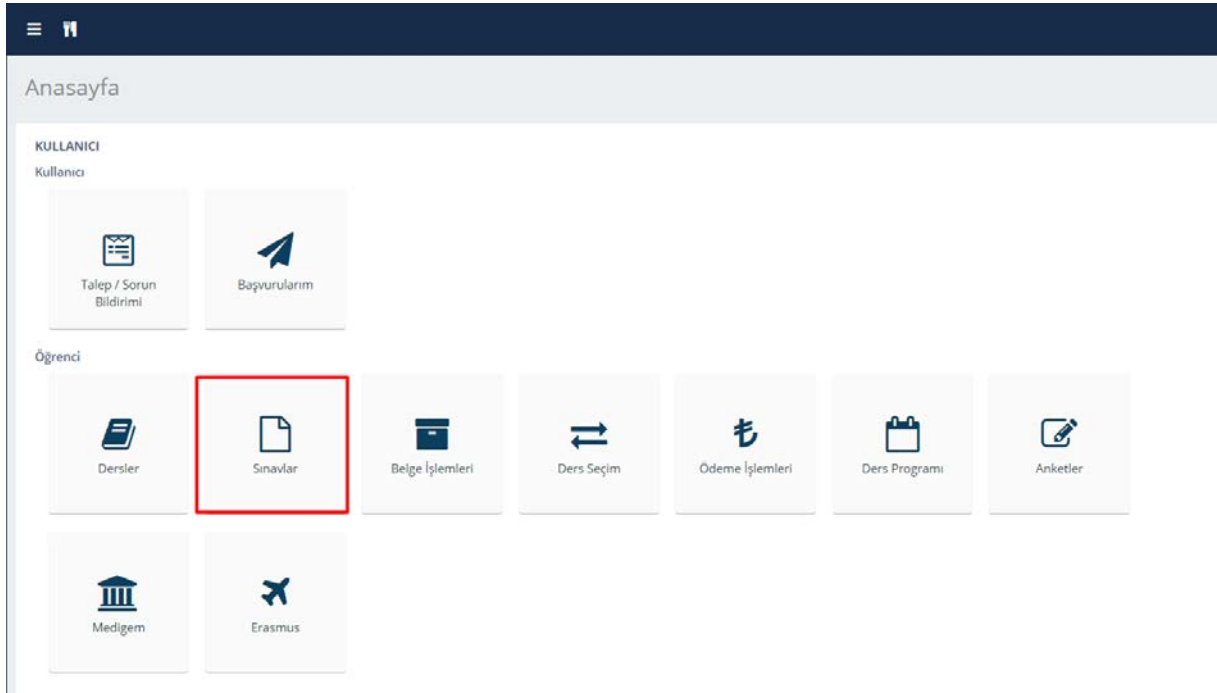 Anasayfa
KULLANICI
Kullanıcı
Talep / Sorun
Bildirimi
Başvurularım
Öğrenci
Dersler
Sınavlar
Belge İşlemleri
Ders Seçim
Ödeme İşlemleri
Ders Programı
Anketler
Medigem
Erasmus